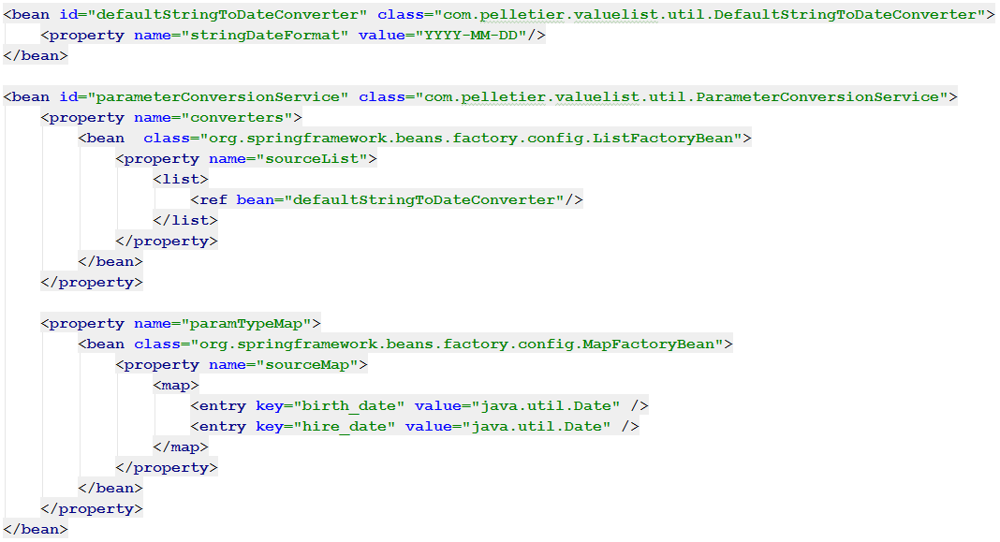 <bean id="defaultStringToDateConverter" class="com.pelletier.valuelist.util.DefaultStringToDateConverter">
    <property name="stringDateFormat" value="YYYY-MM-DD"/>
</bean>

<bean id="parameterConversionService" class="com.pelletier.valuelist.util.ParameterConversionService">
    <property name="converters">
        <bean  class="org.springframework.beans.factory.config.ListFactoryBean">
            <property name="sourceList">
                <list>
                    <ref bean="defaultStringToDateConverter"/>
                </list>
            </property>
        </bean>
    </property>

    <property name="paramTypeMap">
        <bean class="org.springframework.beans.factory.config.MapFactoryBean">
            <property name="sourceMap">
                <map>
                    <entry key="birth_date" value="java.util.Date" />
                    <entry key="hire_date" value="java.util.Date" />
                </map>
            </property>
        </bean>
    </property>
</bean>